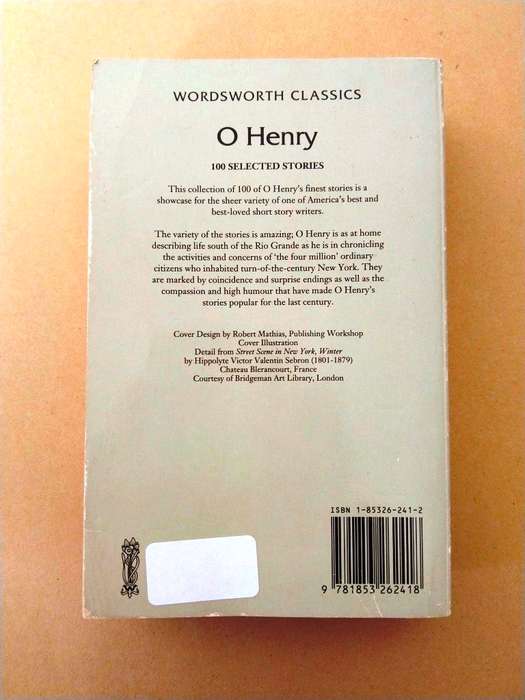 WORDSWORTH CLASSICS
O Henry
100 SELECTED STORIES
This collection of 100 of O Henry's finest stories is a
showcase for the sheer variety of one of America's best and
best-loved short story writers.
The variety of the stories is amazing; O Henry is as at home
describing life south of the Rio Grande as he is in chronicling
the activities and concerns of 'the four million' ordinary
citizens who inhabited turn-of-the-century New York. They
are marked by coincidence and surprise endings as well as the
compassion and high humour that have made O Henry's
stories popular for the last century.
Cover Design by Robert Mathias, Publishing Workshop
Cover Illustration
Detail from Street Scene in New York, Winter
by Hippolyte Victor Valentin Sebron (1801-1879)
Chateau Blerancourt, France
Courtesy of Bridgeman Art Library, London
ISBN 1-85326-241-2
9 781853 262418